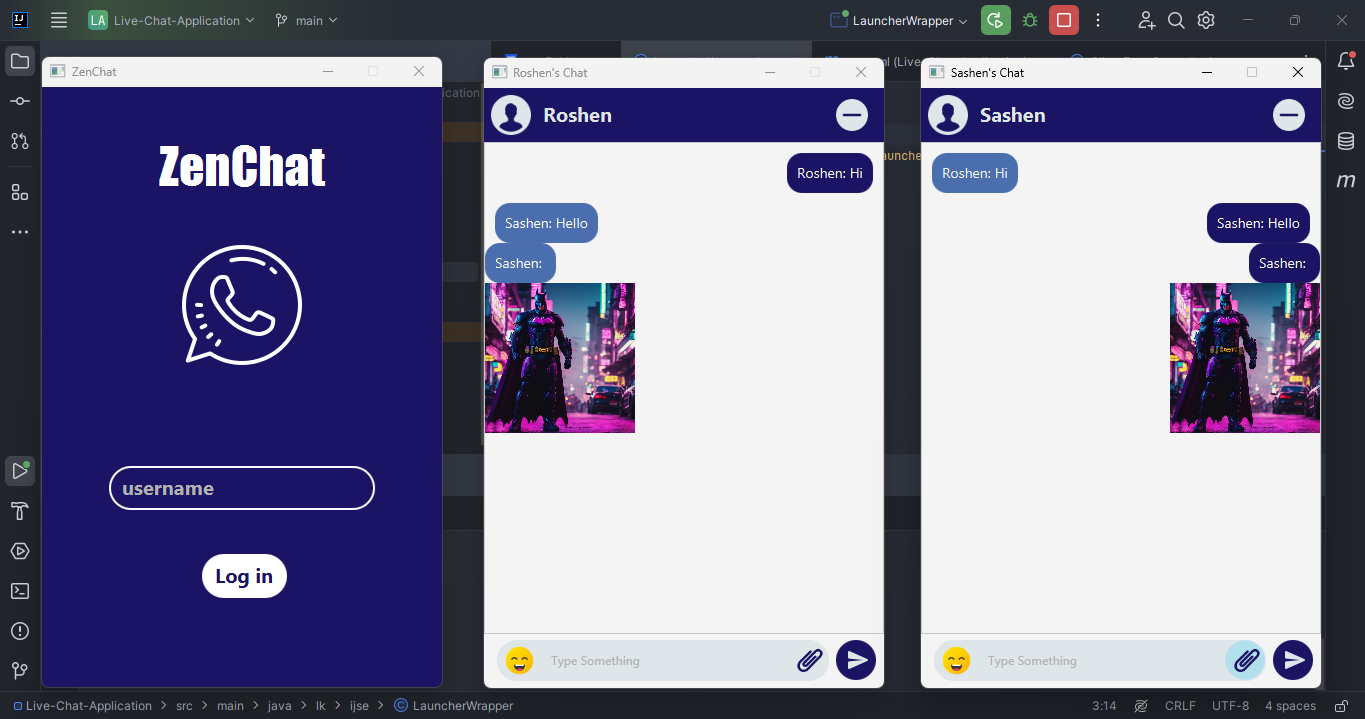 LA Live-Chat-Application main LauncherWrapper
ZenChat
ZenChat
username
Log in
Roshen's Chat
Roshen
Roshen: Hi
Sashen: Hello
Sashen:
Type Something
Sashen's Chat
Sashen
Roshen: Hi
Sashen: Hello
Sashen:
Type Something
m
Live-Chat-Application > src > main > java > lk > ijse > LauncherWrapper
3:14 CRLF UTF-8 4 spaces